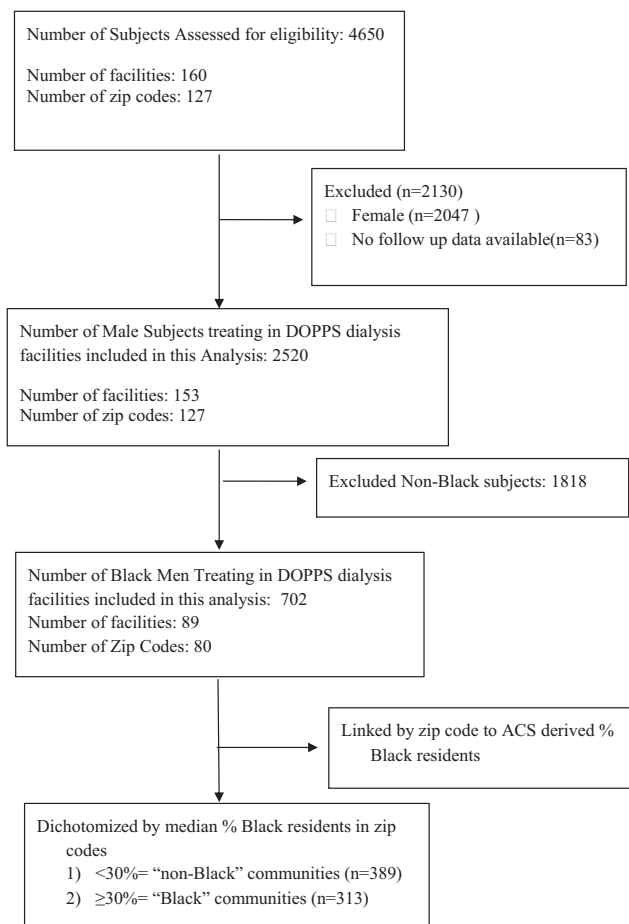 Number of Subjects Assessed for eligibility: 4650
Number of facilities: 160
Number of zip codes: 127
Excluded (n=2130)
Female (n=2047 )
No follow up data available(n=83)
Number of Male Subjects treating in DOPPS dialysis
facilities included in this Analysis: 2520
Number of facilities: 153
Number of zip codes: 127
Excluded Non-Black subjects: 1818
Number of Black Men Treating in DOPPS dialysis
facilities included in this analysis:  702
Number of facilities: 89
Number of Zip Codes: 80
Linked by zip code to ACS derived %
Black residents
Dichotomized by median % Black residents in zip
codes
1) <30%= “non-Black” communities (n=389)
2) ≥30%= “Black” communities (n=313)